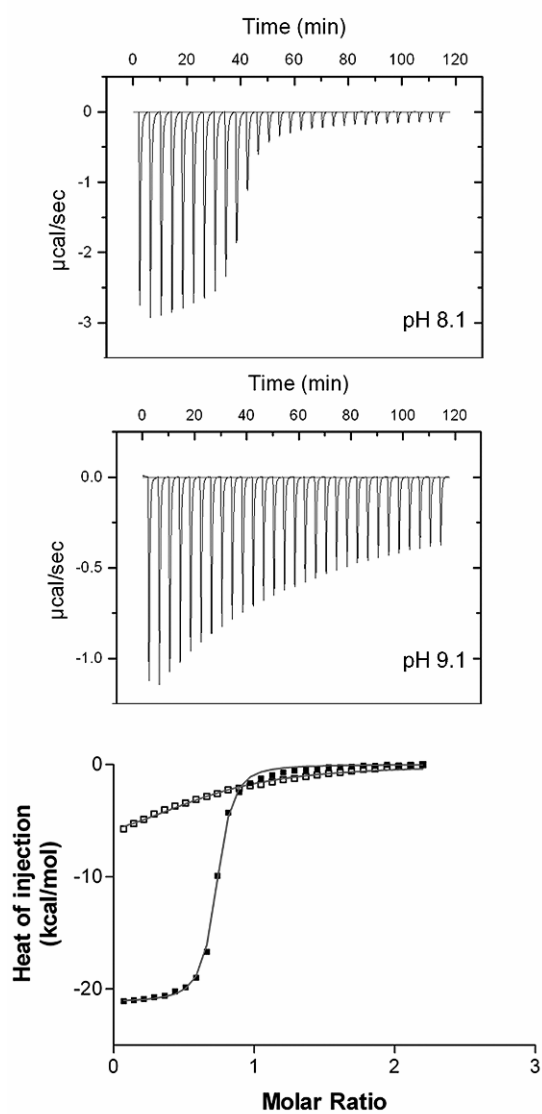 Time (min)
0 20 40 60 80 100 120
0
-1
-2
-3
µcal/sec
pH 8.1
Time (min)
0 20 40 60 80 100 120
0.0
-0.5
-1.0
µcal/sec
pH 9.1
0
-10
-20
Heat of injection
(kcal/mol)
0 1 2 3
Molar Ratio